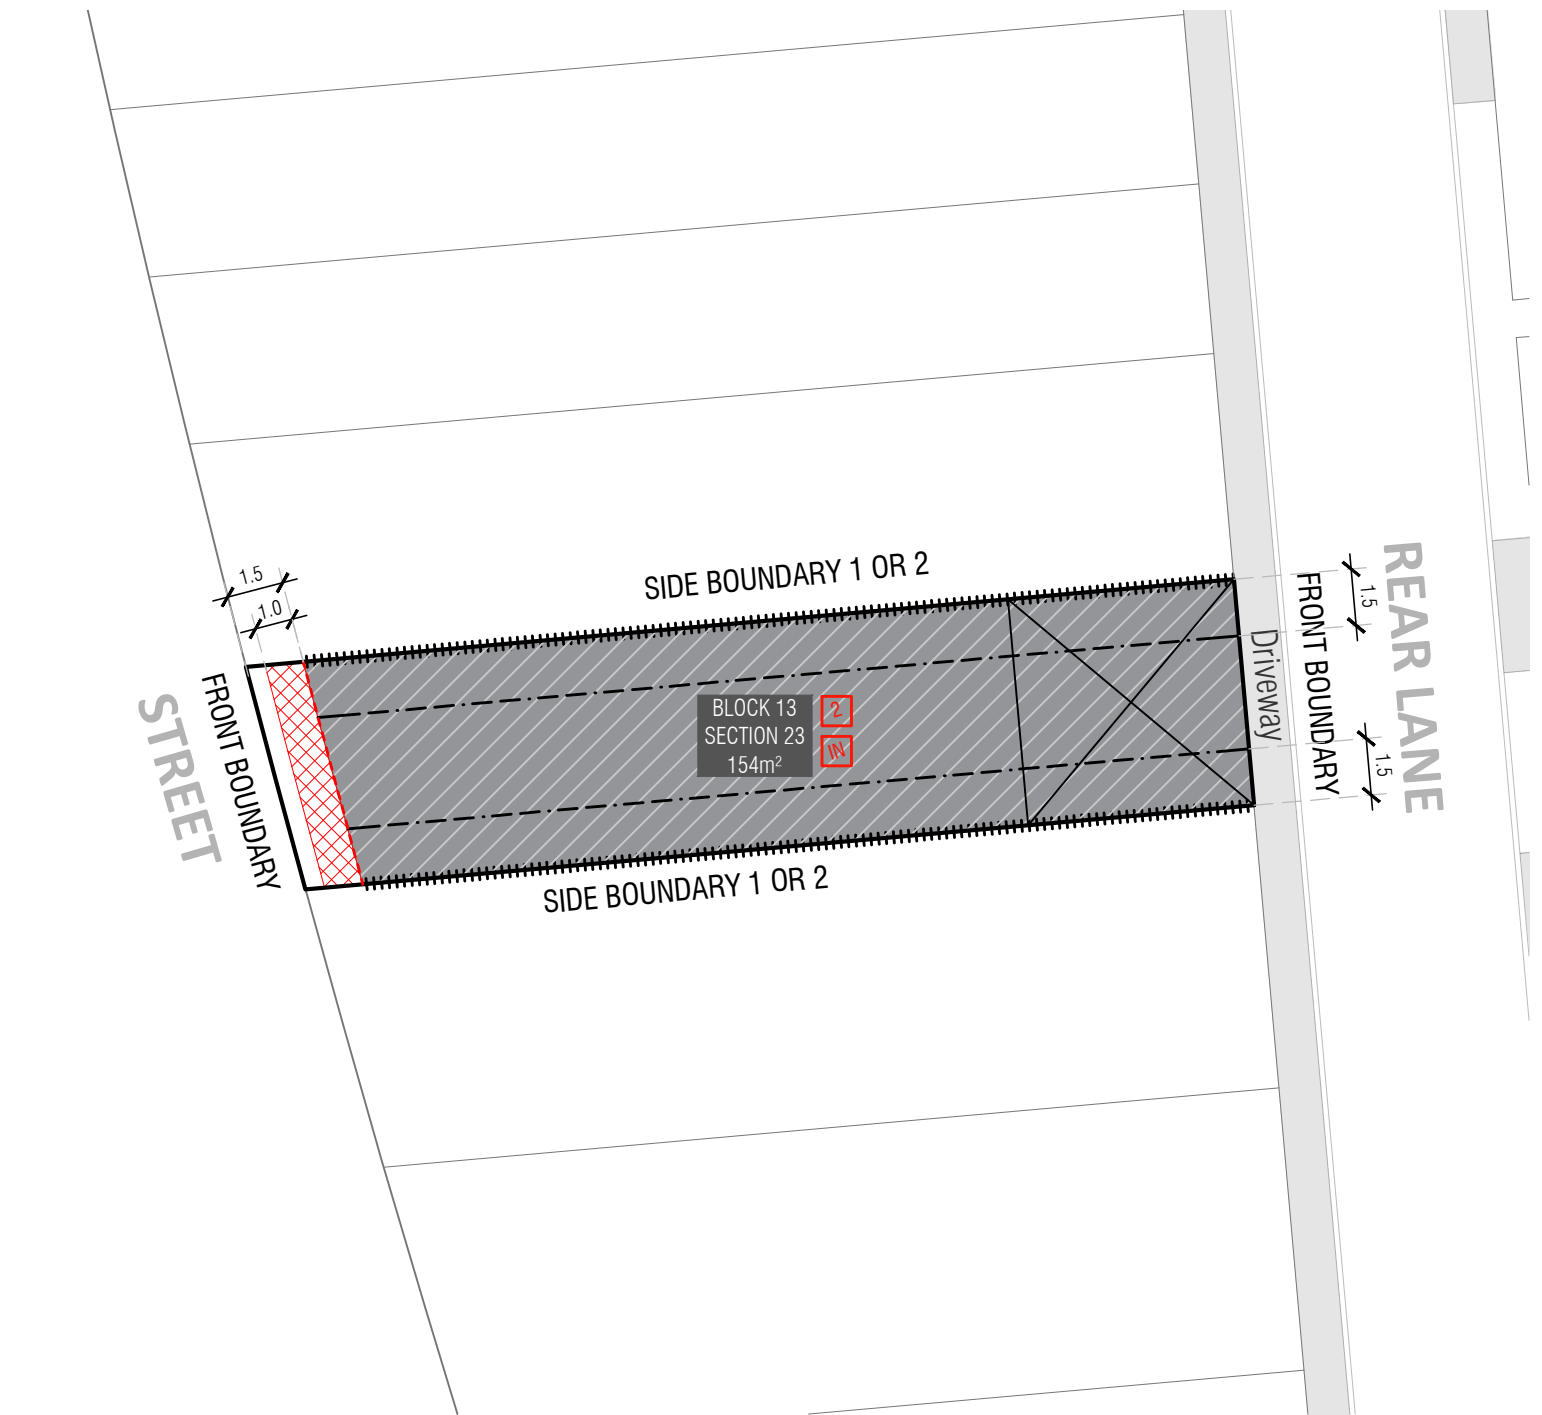 SIDE BOUNDARY 1 OR 2
1.5
1.0
STREET
FRONT BOUNDARY
BLOCK 13
SECTION 23
154m²
2
IN
Driveway
FRONT BOUNDARY
REAR LANE
1.5
1.5
SIDE BOUNDARY 1 OR 2